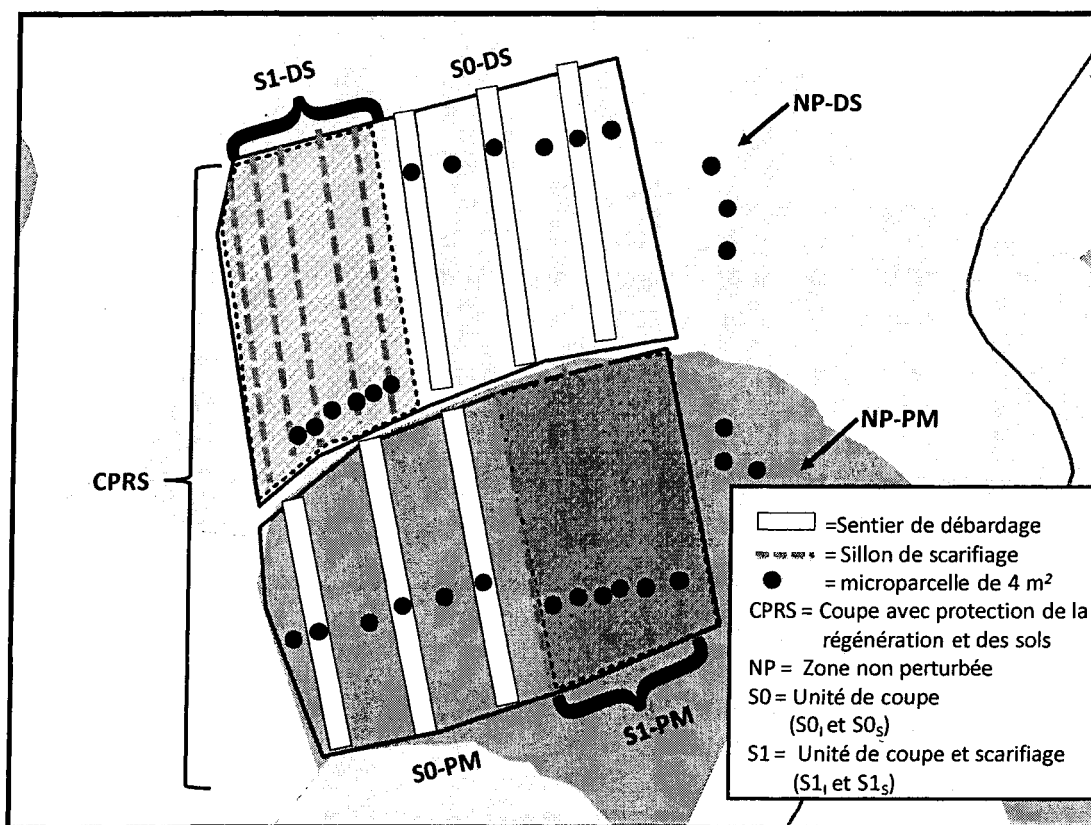 S1-DS
S0-DS
NP-DS
CPRS
NP-PM
S0-PM
S1-PM
=Sentier de débardage
= Sillon de scarifiage
= microparcelle de 4 m²
CPRS = Coupe avec protection de la
régénération et des sols
NP = Zone non perturbée
S0 = Unité de coupe
(S0I et S0S)
S1 = Unité de coupe et scarifiage
(S1I et S1S)